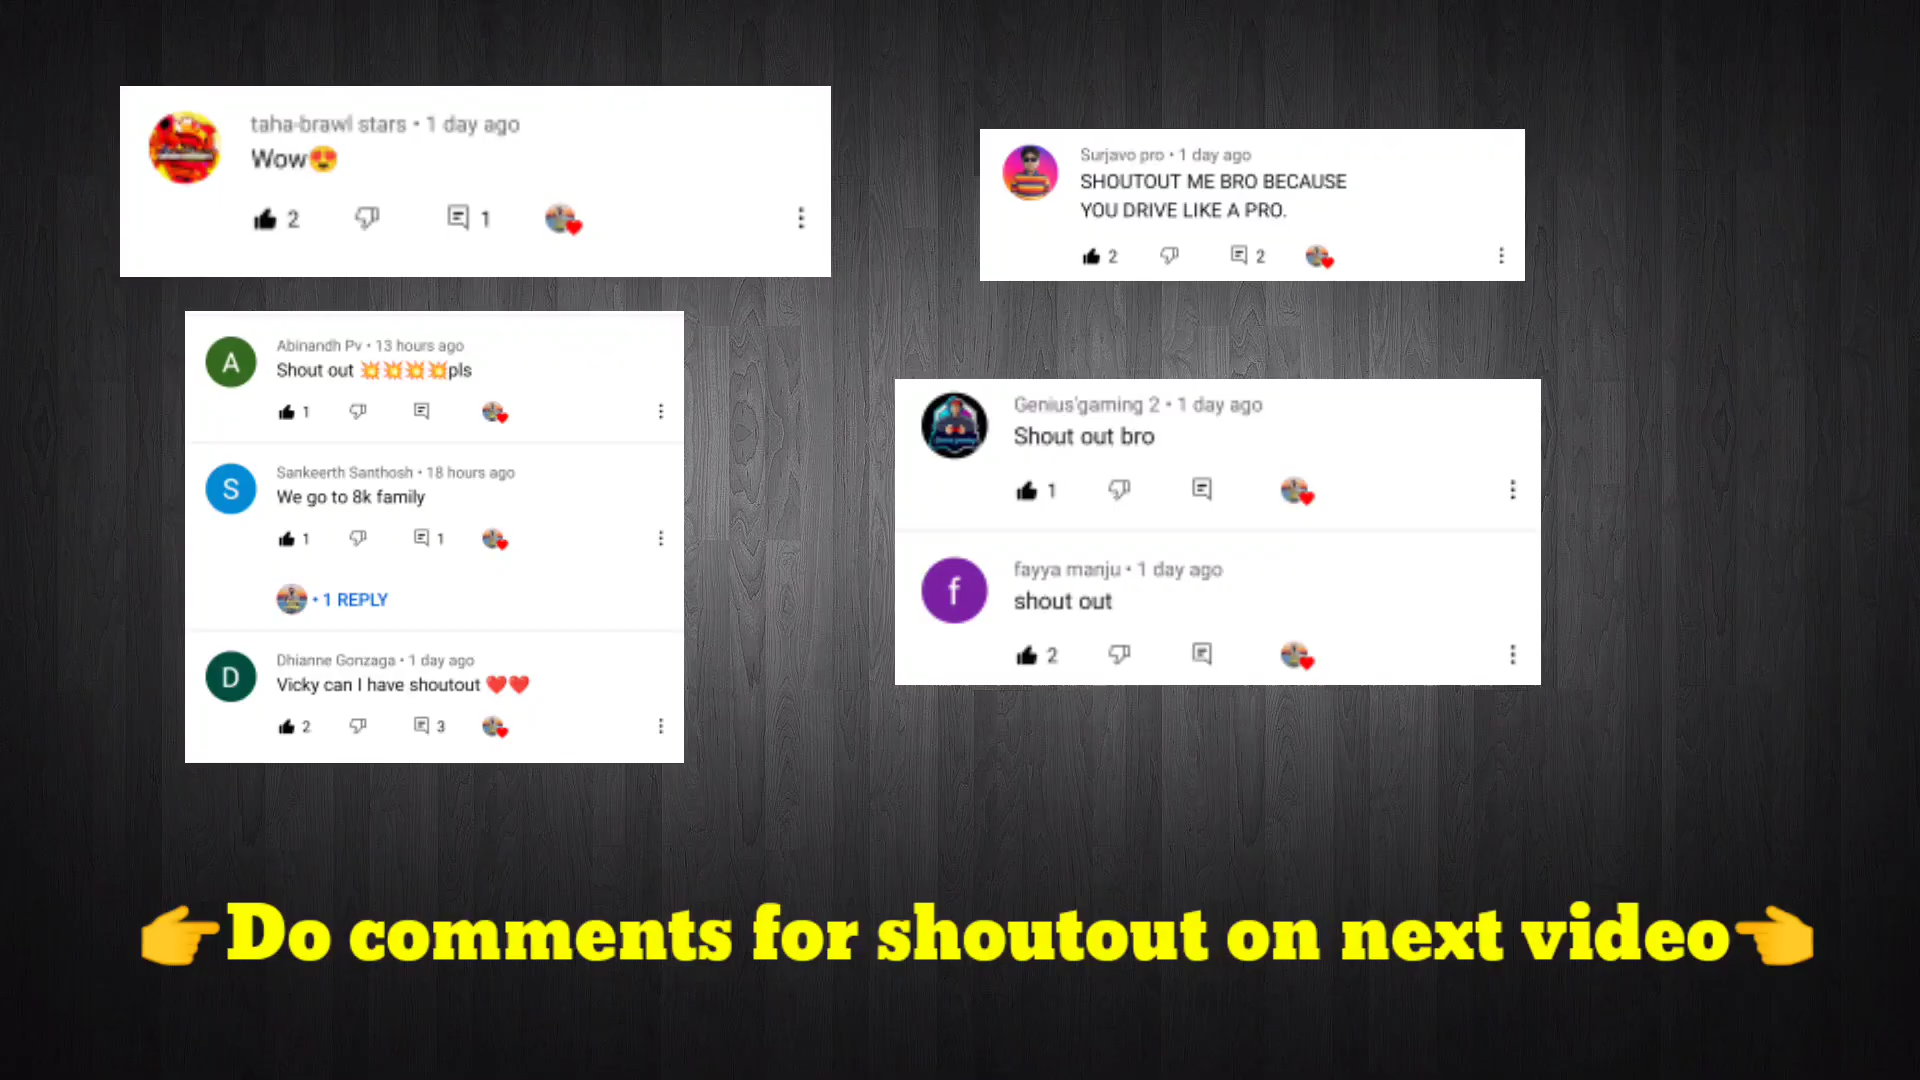 taha-brawl stars • 1 day ago
Wow😍
2 1
Abinandh Pv • 13 hours ago
Shout out 💥💥💥💥pls
1
Sankeerth Santhosh • 18 hours ago
We go to 8k family
1 1
• 1 REPLY
Dhianne Gonzaga • 1 day ago
Vicky can I have shoutout ❤️❤️
2 3
Surjavo pro • 1 day ago
SHOUTOUT ME BRO BECAUSE
YOU DRIVE LIKE A PRO.
2 2
Genius'gaming 2 • 1 day ago
Shout out bro
1
fayya manju • 1 day ago
shout out
2
👉Do comments for shoutout on next video👈
A
S
D
f